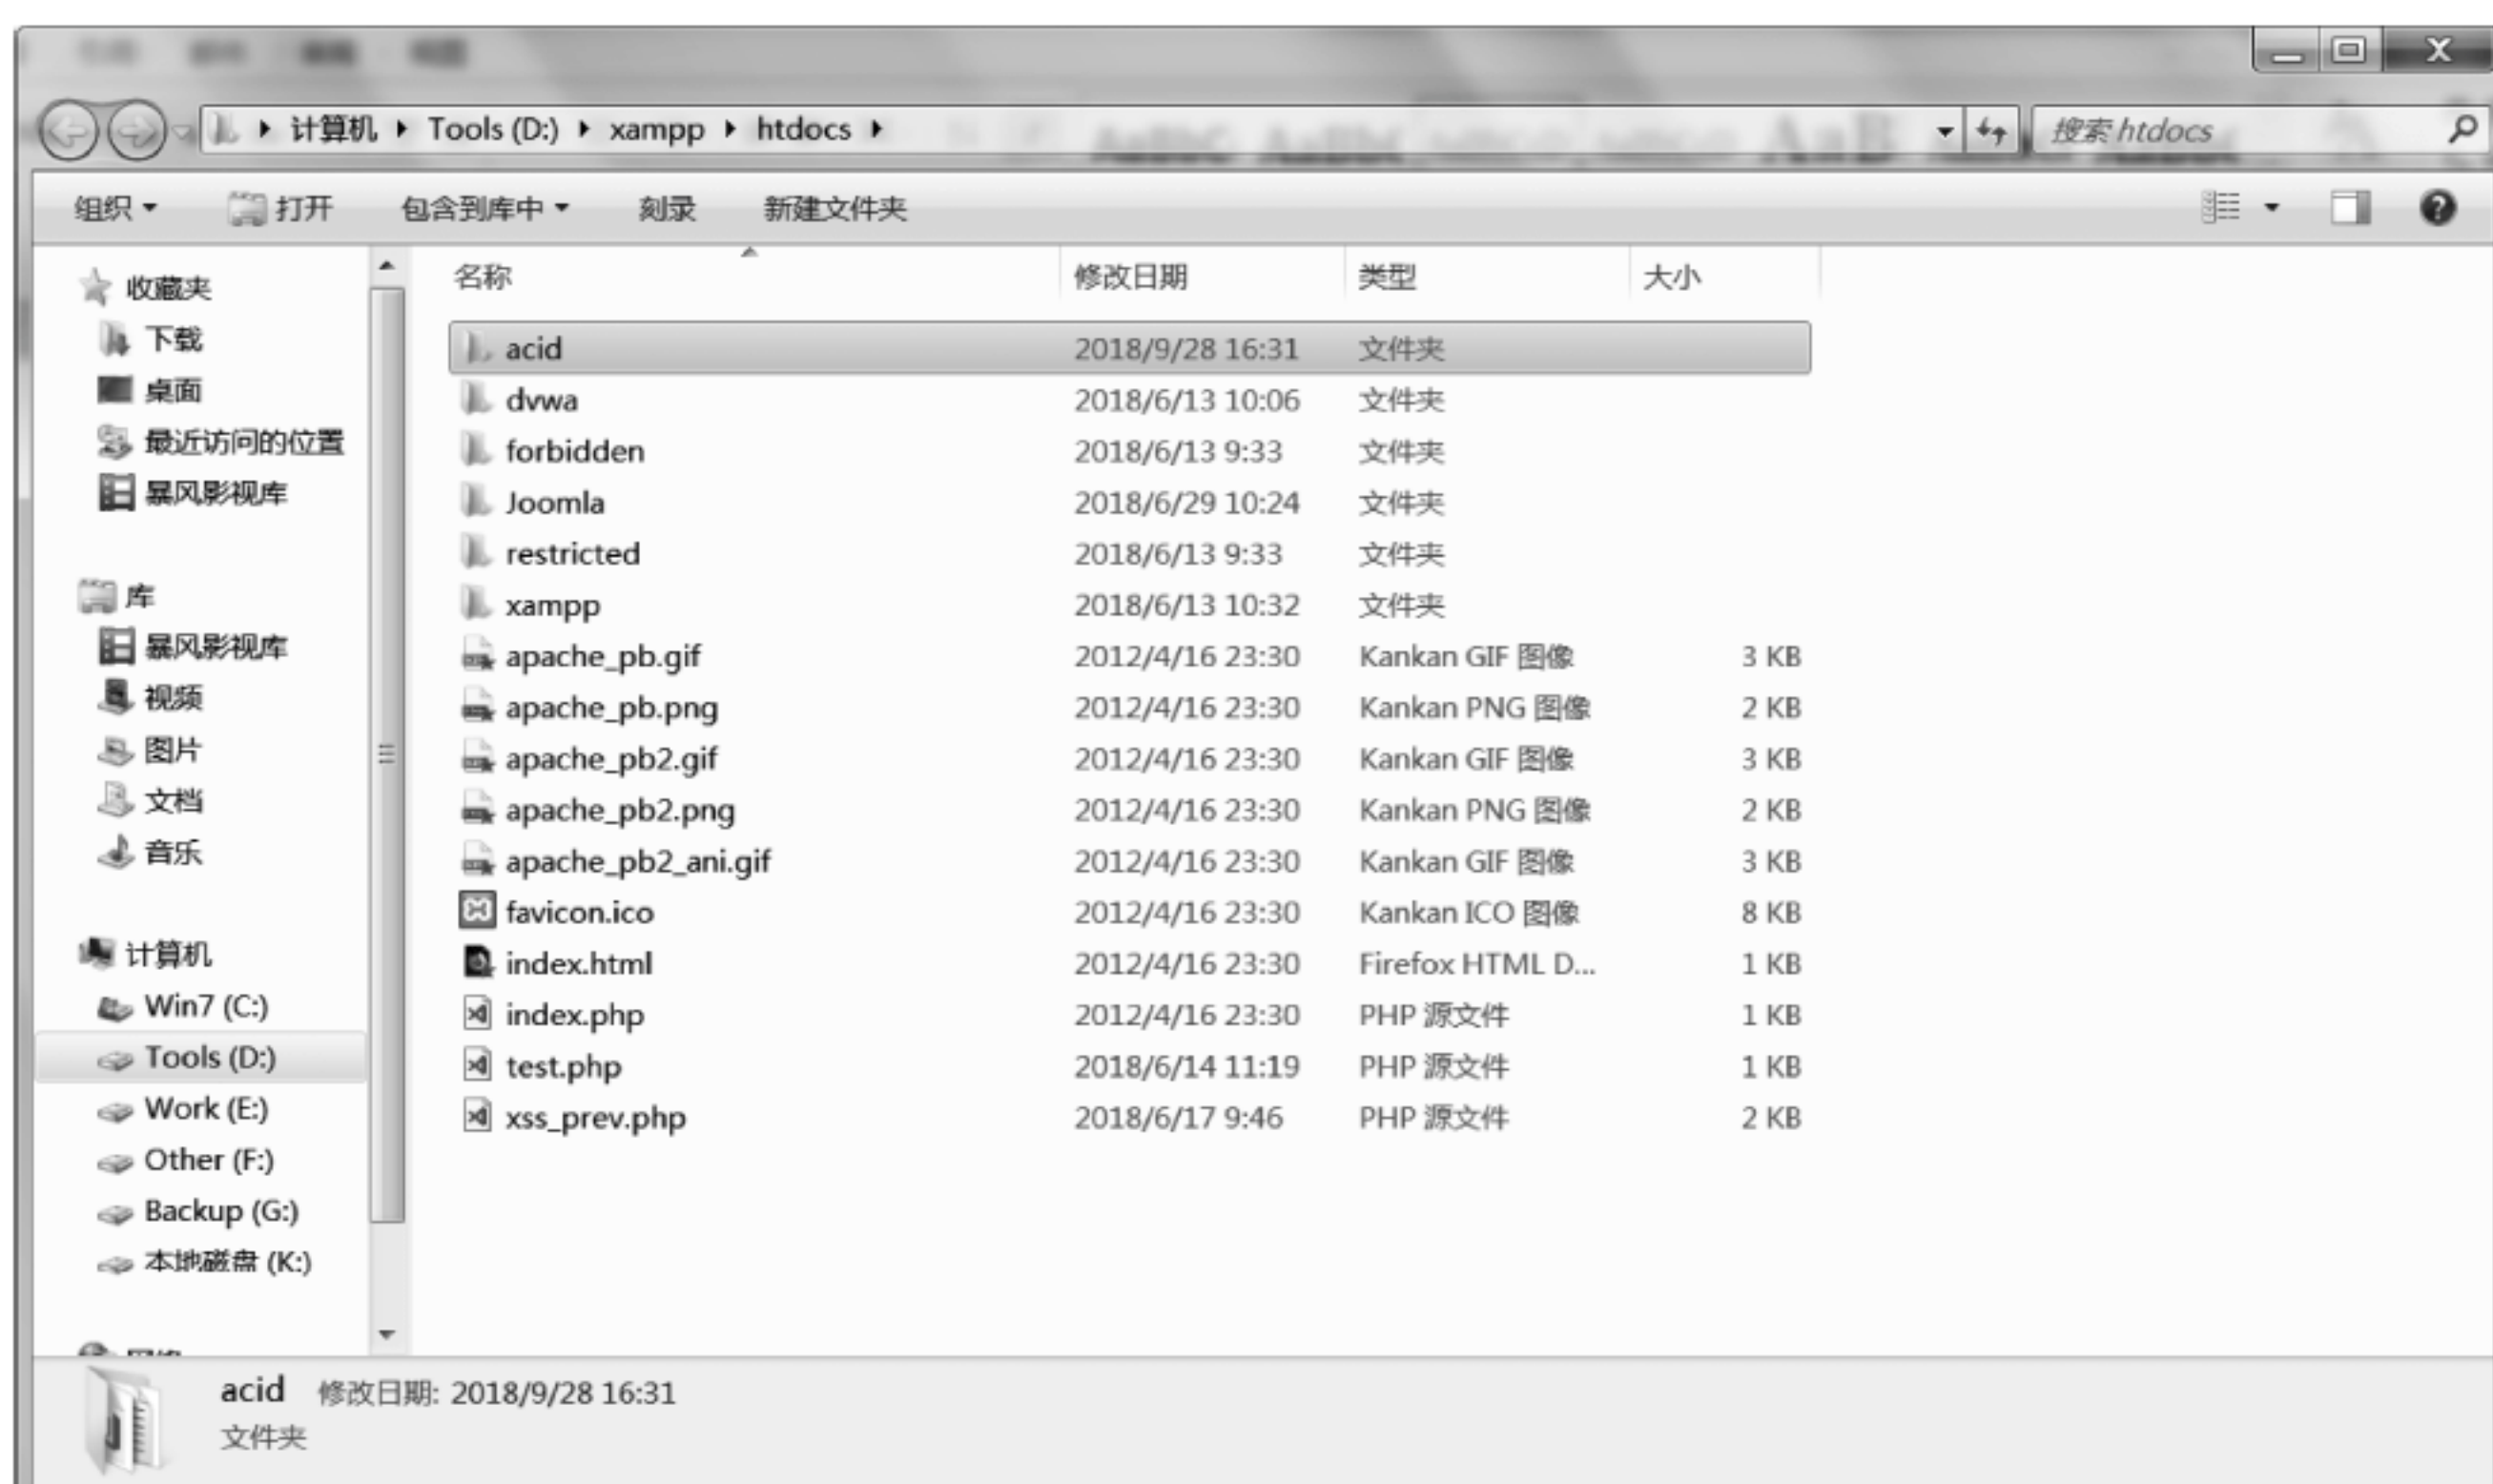 计算机 Tools (D:) xampp htdocs 搜索 htdocs
组织 打开 包含到库中 刻录 新建文件夹
收藏夹
下载
桌面
最近访问的位置
暴风影视库
库
暴风影视库
视频
图片
文档
音乐
计算机
Win7 (C:)
Tools (D:)
Work (E:)
Other (F:)
Backup (G:)
本地磁盘 (K:)
名称 修改日期 类型 大小
acid 2018/9/28 16:31 文件夹
dvwa 2018/6/13 10:06 文件夹
forbidden 2018/6/13 9:33 文件夹
Joomla 2018/6/29 10:24 文件夹
restricted 2018/6/13 9:33 文件夹
xampp 2018/6/13 10:32 文件夹
apache_pb.gif 2012/4/16 23:30 Kankan GIF 图像 3 KB
apache_pb.png 2012/4/16 23:30 Kankan PNG 图像 2 KB
apache_pb2.gif 2012/4/16 23:30 Kankan GIF 图像 3 KB
apache_pb2.png 2012/4/16 23:30 Kankan PNG 图像 2 KB
apache_pb2_ani.gif 2012/4/16 23:30 Kankan GIF 图像 3 KB
favicon.ico 2012/4/16 23:30 Kankan ICO 图像 8 KB
index.html 2012/4/16 23:30 Firefox HTML D... 1 KB
index.php 2012/4/16 23:30 PHP 源文件 1 KB
test.php 2018/6/14 11:19 PHP 源文件 1 KB
xss_prev.php 2018/6/17 9:46 PHP 源文件 2 KB
acid 修改日期: 2018/9/28 16:31
文件夹